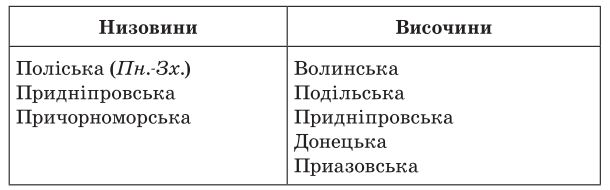 Низовини
Височини
Поліська (Пн.-Зх.)
Придніпровська
Причорноморська
Волинська
Подільська
Придніпровська
Донецька
Приазовська